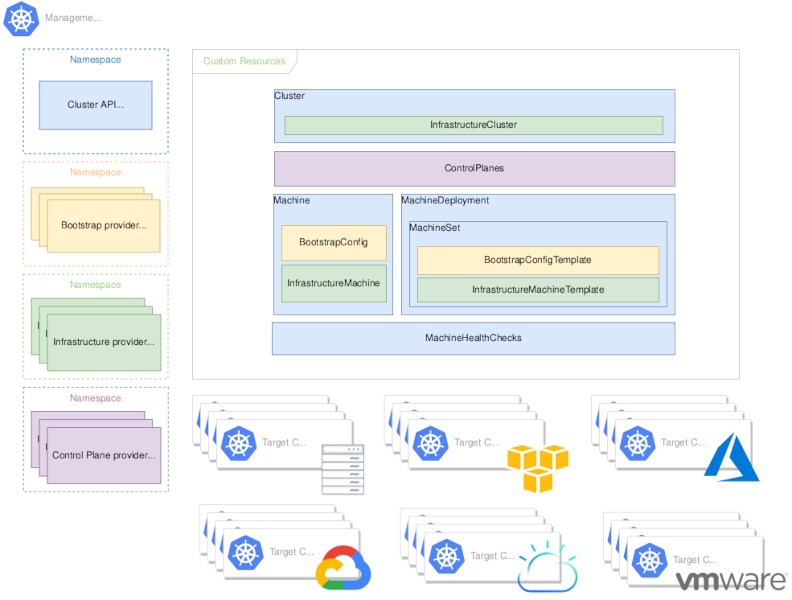 Manageme...
Namespace
Cluster API...
Namespace
Bootstrap provider...
Namespace
Infrastructure provider...
Namespace
Control Plane provider...
Custom Resources
Cluster
InfrastructureCluster
ControlPlanes
Machine
BootstrapConfig
InfrastructureMachine
MachineDeployment
MachineSet
BootstrapConfigTemplate
InfrastructureMachineTemplate
MachineHealthChecks
Target C...
Target C...
Target C...
Target C...
Target C...
Target C...
vmware